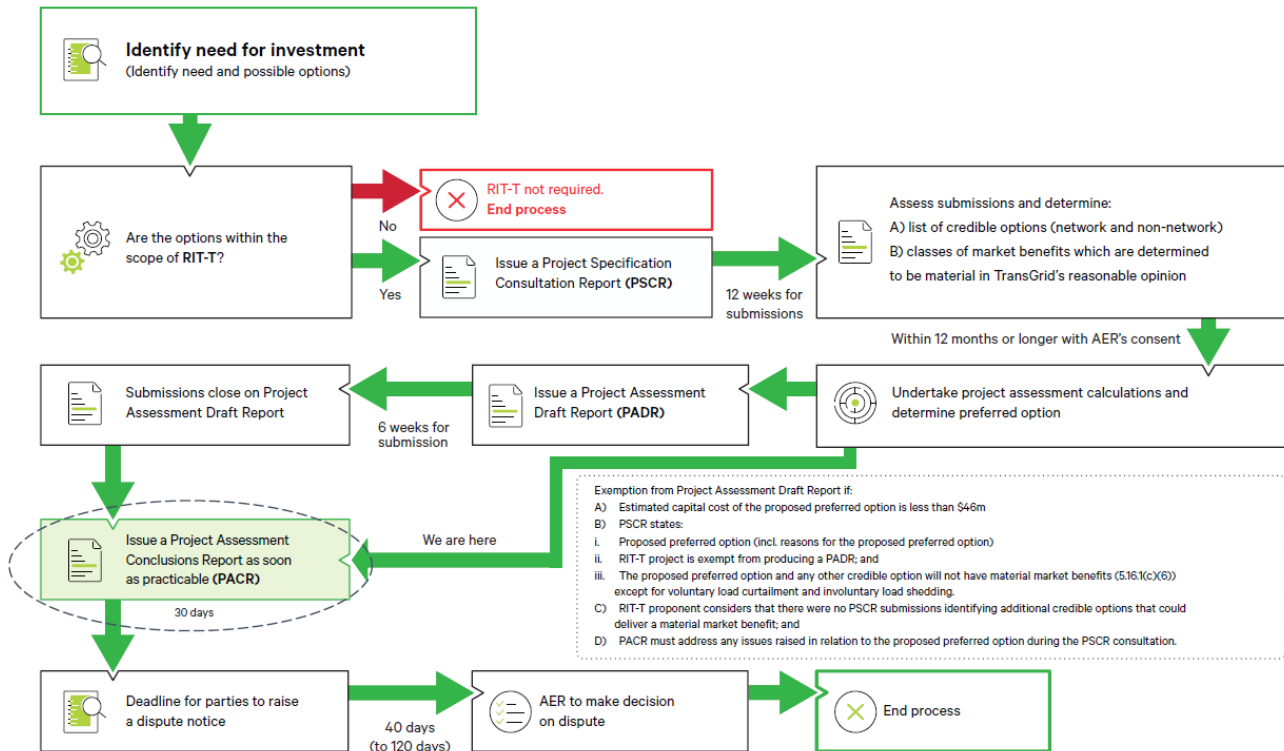 Identify need for investment
(Identify need and possible options)
Are the options within the
scope of RIT-T?
No
RIT-T not required.
End process
Yes
Issue a Project Specification
Consultation Report (PSCR)
12 weeks for
submissions
Assess submissions and determine:
A) list of credible options (network and non-network)
B) classes of market benefits which are determined
to be material in TransGrid's reasonable opinion
Within 12 months or longer with AER's consent
Undertake project assessment calculations and
determine preferred option
Issue a Project Assessment
Draft Report (PADR)
6 weeks for
submission
Submissions close on Project
Assessment Draft Report
Exemption from Project Assessment Draft Report if:
A) Estimated capital cost of the proposed preferred option is less than $46m
B) PSCR states:
i. Proposed preferred option (incl. reasons for the proposed preferred option)
ii. RIT-T project is exempt from producing a PADR; and
iii. The proposed preferred option and any other credible option will not have material market benefits (5.16.1(c)(6))
except for voluntary load curtailment and involuntary load shedding.
C) RIT-T proponent considers that there were no PSCR submissions identifying additional credible options that could
deliver a material market benefit; and
D) PACR must address any issues raised in relation to the proposed preferred option during the PSCR consultation.
We are here
Issue a Project Assessment
Conclusions Report as soon
as practicable (PACR)
30 days
Deadline for parties to raise
a dispute notice
40 days
(to 120 days)
AER to make decision
on dispute
End process